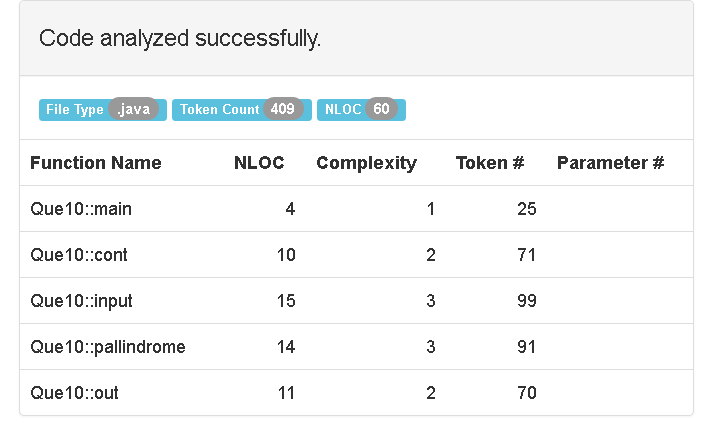 Code analyzed successfully.
File Type .java Token Count 409 NLOC 60
Function Name NLOC Complexity Token # Parameter #
Que10::main 4 1 25
Que10::cont 10 2 71
Que10::input 15 3 99
Que10::pallindrome 14 3 91
Que10::out 11 2 70